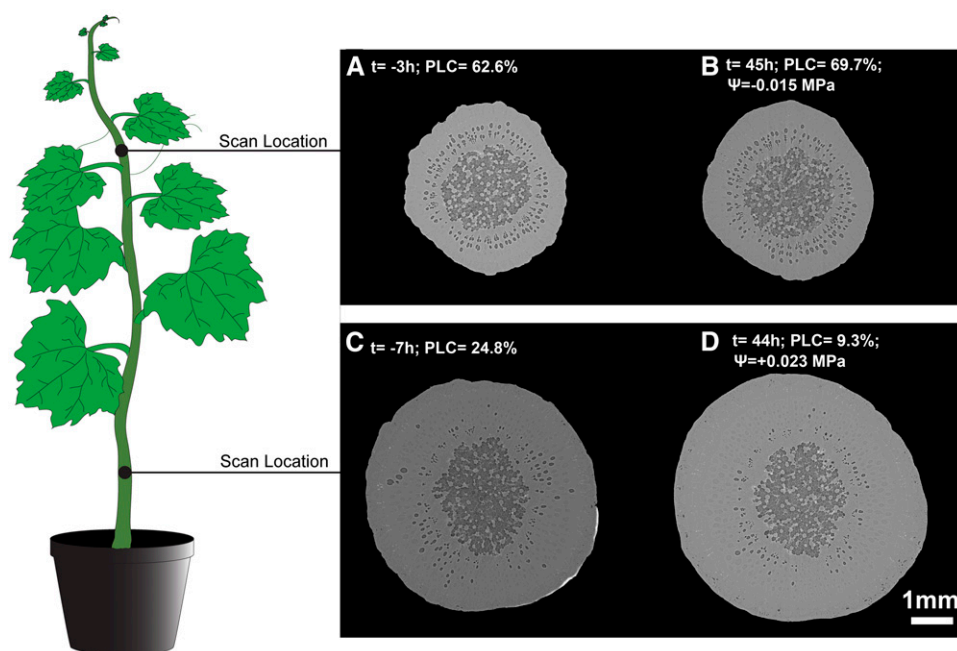 A t= -3h; PLC= 62.6%
B t= 45h; PLC= 69.7%;
Ψ=-0.015 MPa
Scan Location
C t= -7h; PLC= 24.8%
D t= 44h; PLC= 9.3%;
Ψ=+0.023 MPa
Scan Location
1mm